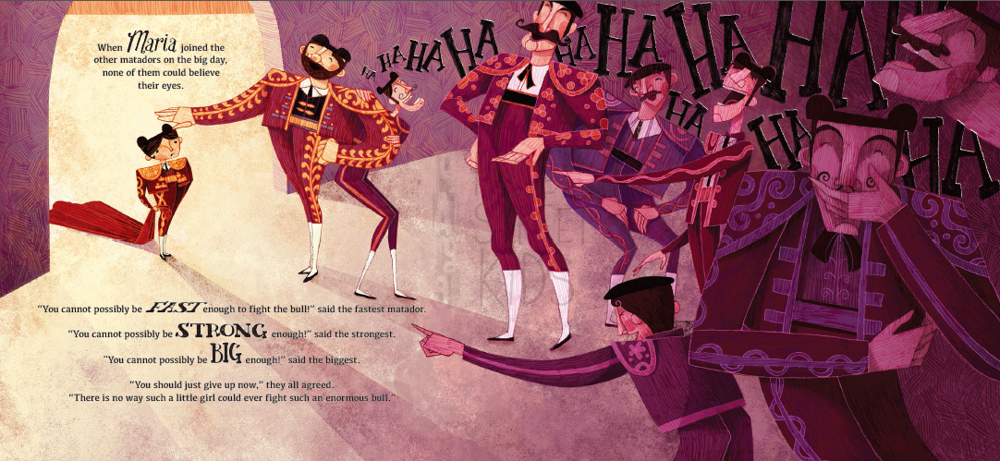 When Maria joined the
other matadors on the big day,
none of them could believe
their eyes.
HA HA HA HA HA HA HA HA HA HA
HA HA HA
"You cannot possibly be FAST enough to fight the bull!" said the fastest matador.
"You cannot possibly be STRONG enough!" said the strongest.
"You cannot possibly be BIG enough!" said the biggest.
"You should just give up now," they all agreed.
"There is no way such a little girl could ever fight such an enormous bull."